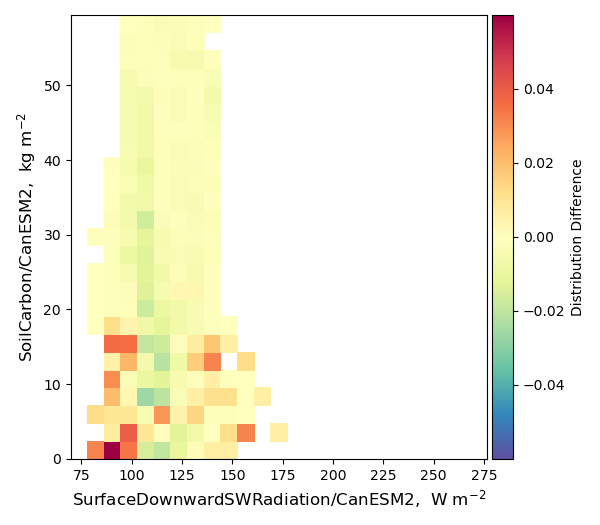 SoilCarbon/CanESM2, kg m⁻²
50
40
30
20
10
0
75 100 125 150 175 200 225 250 275
SurfaceDownwardSWRadiation/CanESM2, W m⁻²
0.04
0.02
0.00
−0.02
−0.04
Distribution Difference